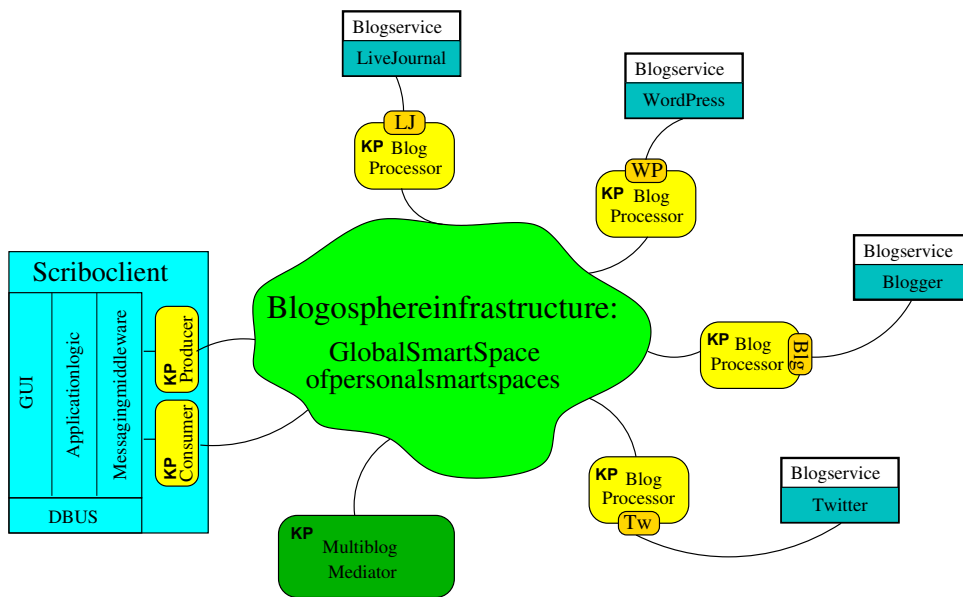 Blogservice
LiveJournal
LJ
KP Blog
Processor
Blogservice
WordPress
WP
KP Blog
Processor
Blogservice
Blogger
KP Blog
Processor
Blg
Blogosphereinfrastructure:
GlobalSmartSpace
ofpersonalsmartspaces
Scriboclient
GUI
Applicationlogic
Messagingmiddleware
KP
Producer
KP
Consumer
DBUS
KP Blog
Processor
Tw
Blogservice
Twitter
KP
Multiblog
Mediator